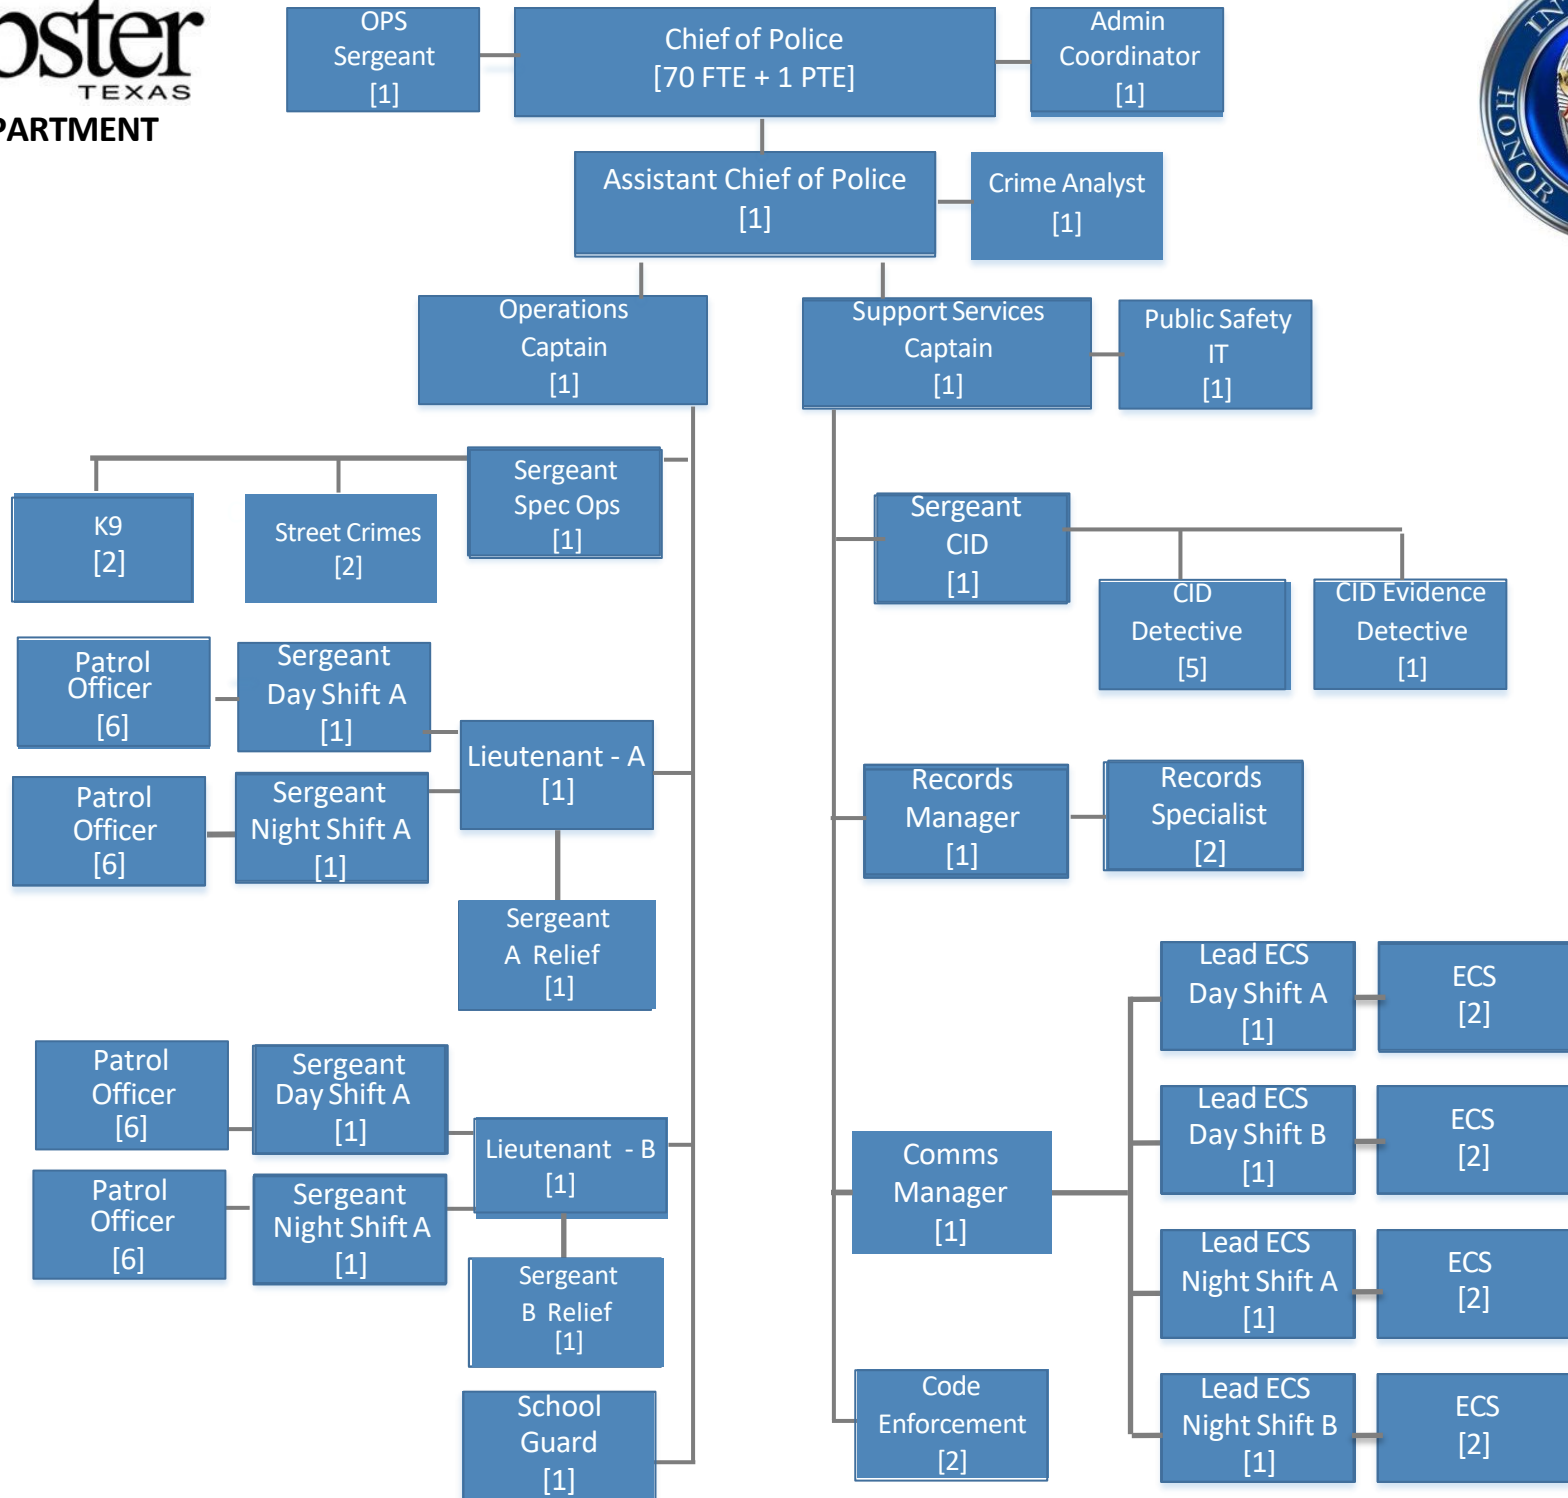 TEXAS
OPS
Sergeant
[1]
Chief of Police
[70 FTE + 1 PTE]
Admin
Coordinator
[1]
HONOR
Assistant Chief of Police
[1]
Crime Analyst
[1]
Operations
Captain
[1]
Support Services
Captain
[1]
Public Safety
IT
[1]
K9
[2]
Street Crimes
[2]
Sergeant
Spec Ops
[1]
Sergeant
CID
[1]
CID
Detective
[5]
CID Evidence
Detective
[1]
Patrol
Officer
[6]
Sergeant
Day Shift A
[1]
Lieutenant - A
[1]
Patrol
Officer
[6]
Sergeant
Night Shift A
[1]
Sergeant
A Relief
[1]
Records
Manager
[1]
Records
Specialist
[2]
Patrol
Officer
[6]
Sergeant
Day Shift A
[1]
Lieutenant - B
[1]
Patrol
Officer
[6]
Sergeant
Night Shift A
[1]
Sergeant
B Relief
[1]
School
Guard
[1]
Comms
Manager
[1]
Lead ECS
Day Shift A
[1]
ECS
[2]
Lead ECS
Day Shift B
[1]
ECS
[2]
Lead ECS
Night Shift A
[1]
ECS
[2]
Lead ECS
Night Shift B
[1]
ECS
[2]
Code
Enforcement
[2]